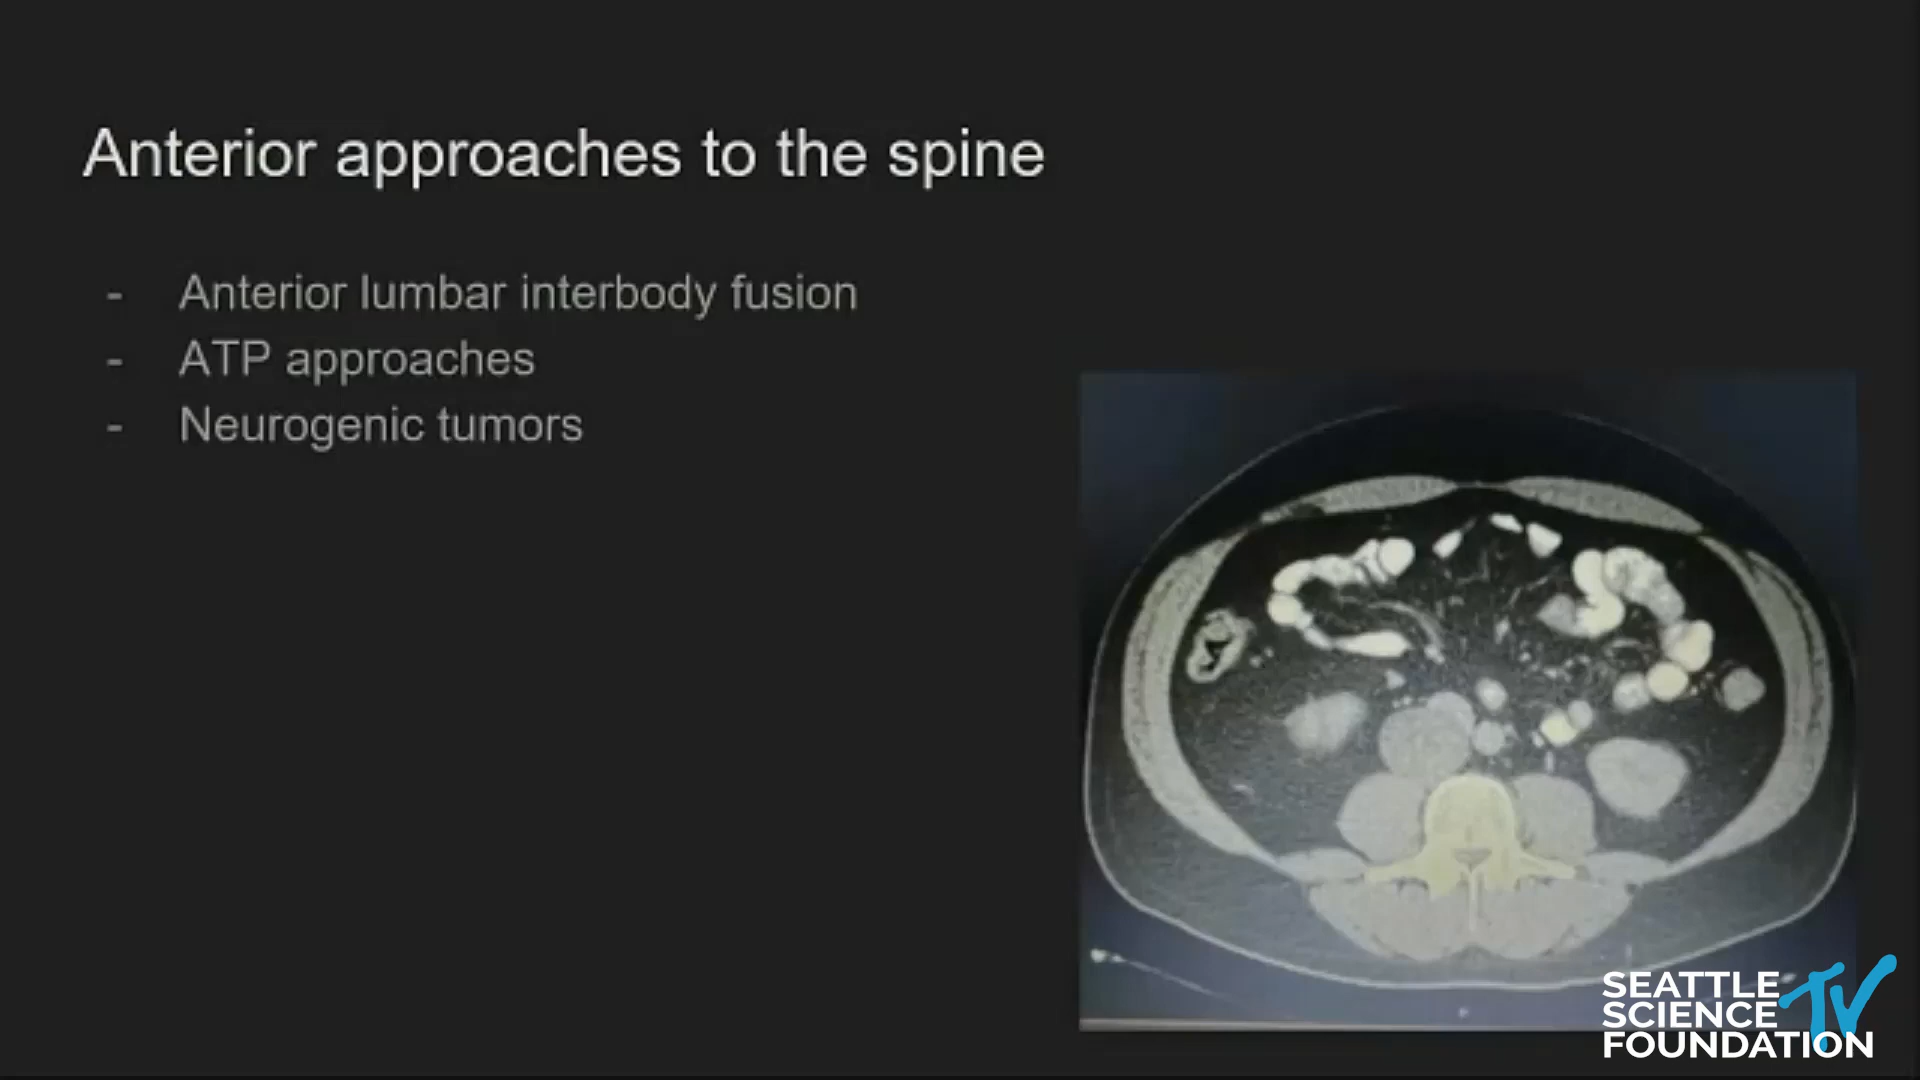 Anterior approaches to the spine
- Anterior lumbar interbody fusion
- ATP approaches
- Neurogenic tumors
SEATTLE
SCIENCE TV
FOUNDATION